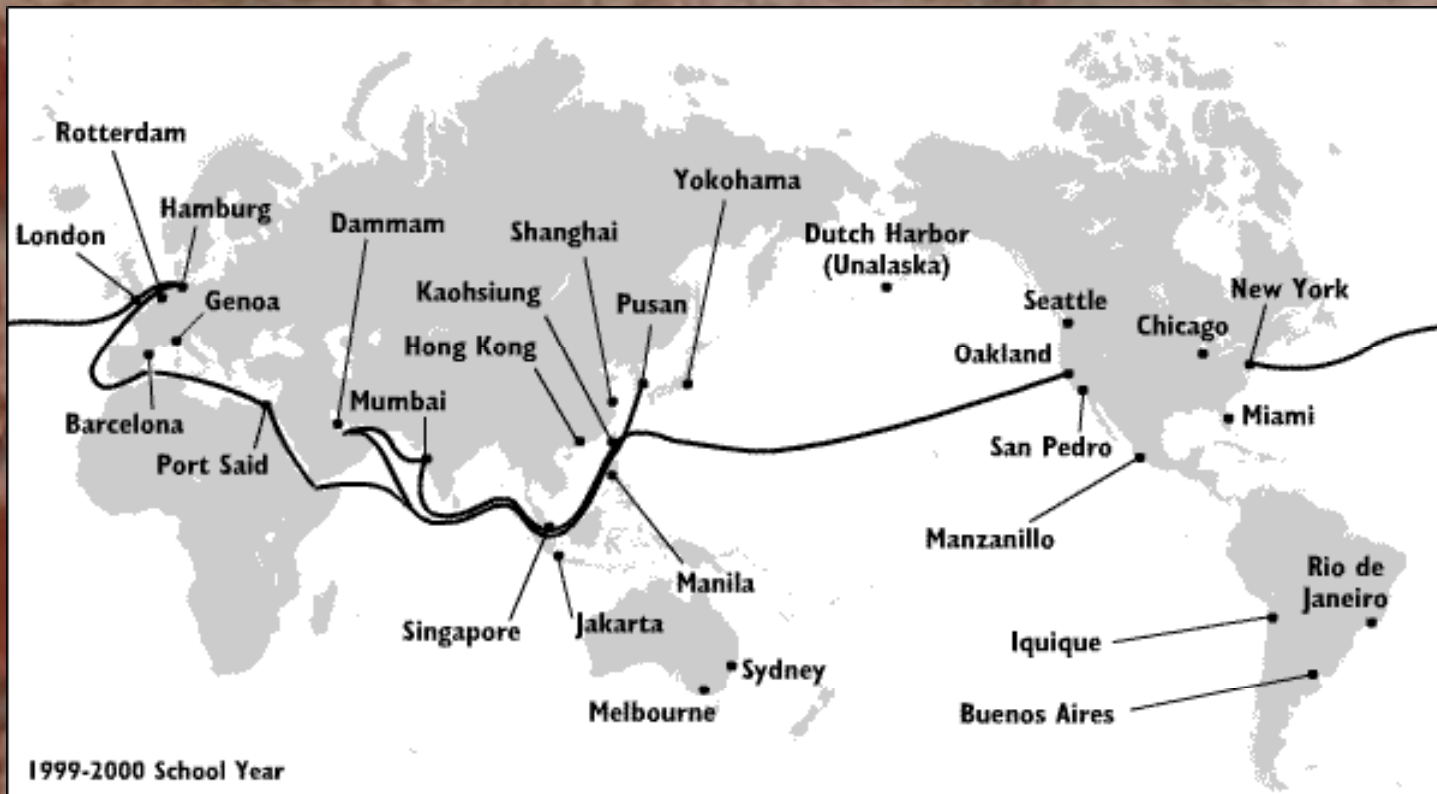 Rotterdam
Hamburg
London
Genoa
Barcelona
Port Said
Dammam
Mumbai
Shanghai
Kaohsiung
Hong Kong
Pusan
Yokohama
Dutch Harbor
(Unalaska)
Seattle
Oakland
San Pedro
Chicago
New York
Miami
Manzanillo
Manila
Singapore
Jakarta
Sydney
Melbourne
Rio de
Janeiro
Iquique
Buenos Aires
1999-2000 School Year